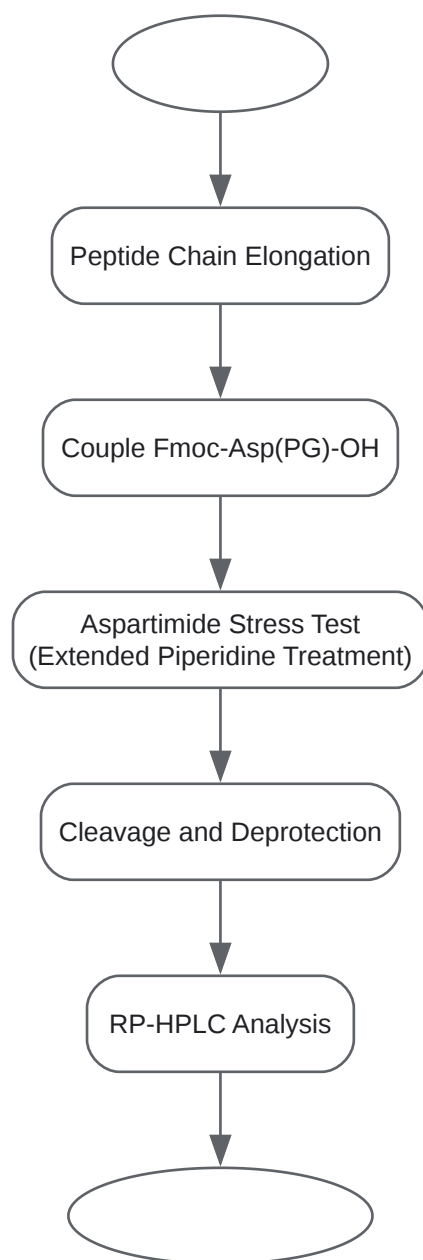 Peptide Chain Elongation
Couple Fmoc-Asp(PG)-OH
Aspartimide Stress Test
(Extended Piperidine Treatment)
Cleavage and Deprotection
RP-HPLC Analysis